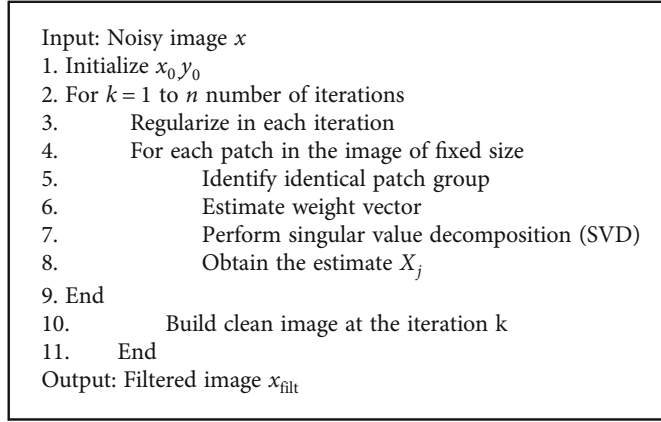 Input: Noisy image x
1. Initialize x₀,y₀
2. For k = 1 to n number of iterations
3. Regularize in each iteration
4. For each patch in the image of fixed size
5. Identify identical patch group
6. Estimate weight vector
7. Perform singular value decomposition (SVD)
8. Obtain the estimate Xⱼ
9. End
10. Build clean image at the iteration k
11. End
Output: Filtered image x_filt